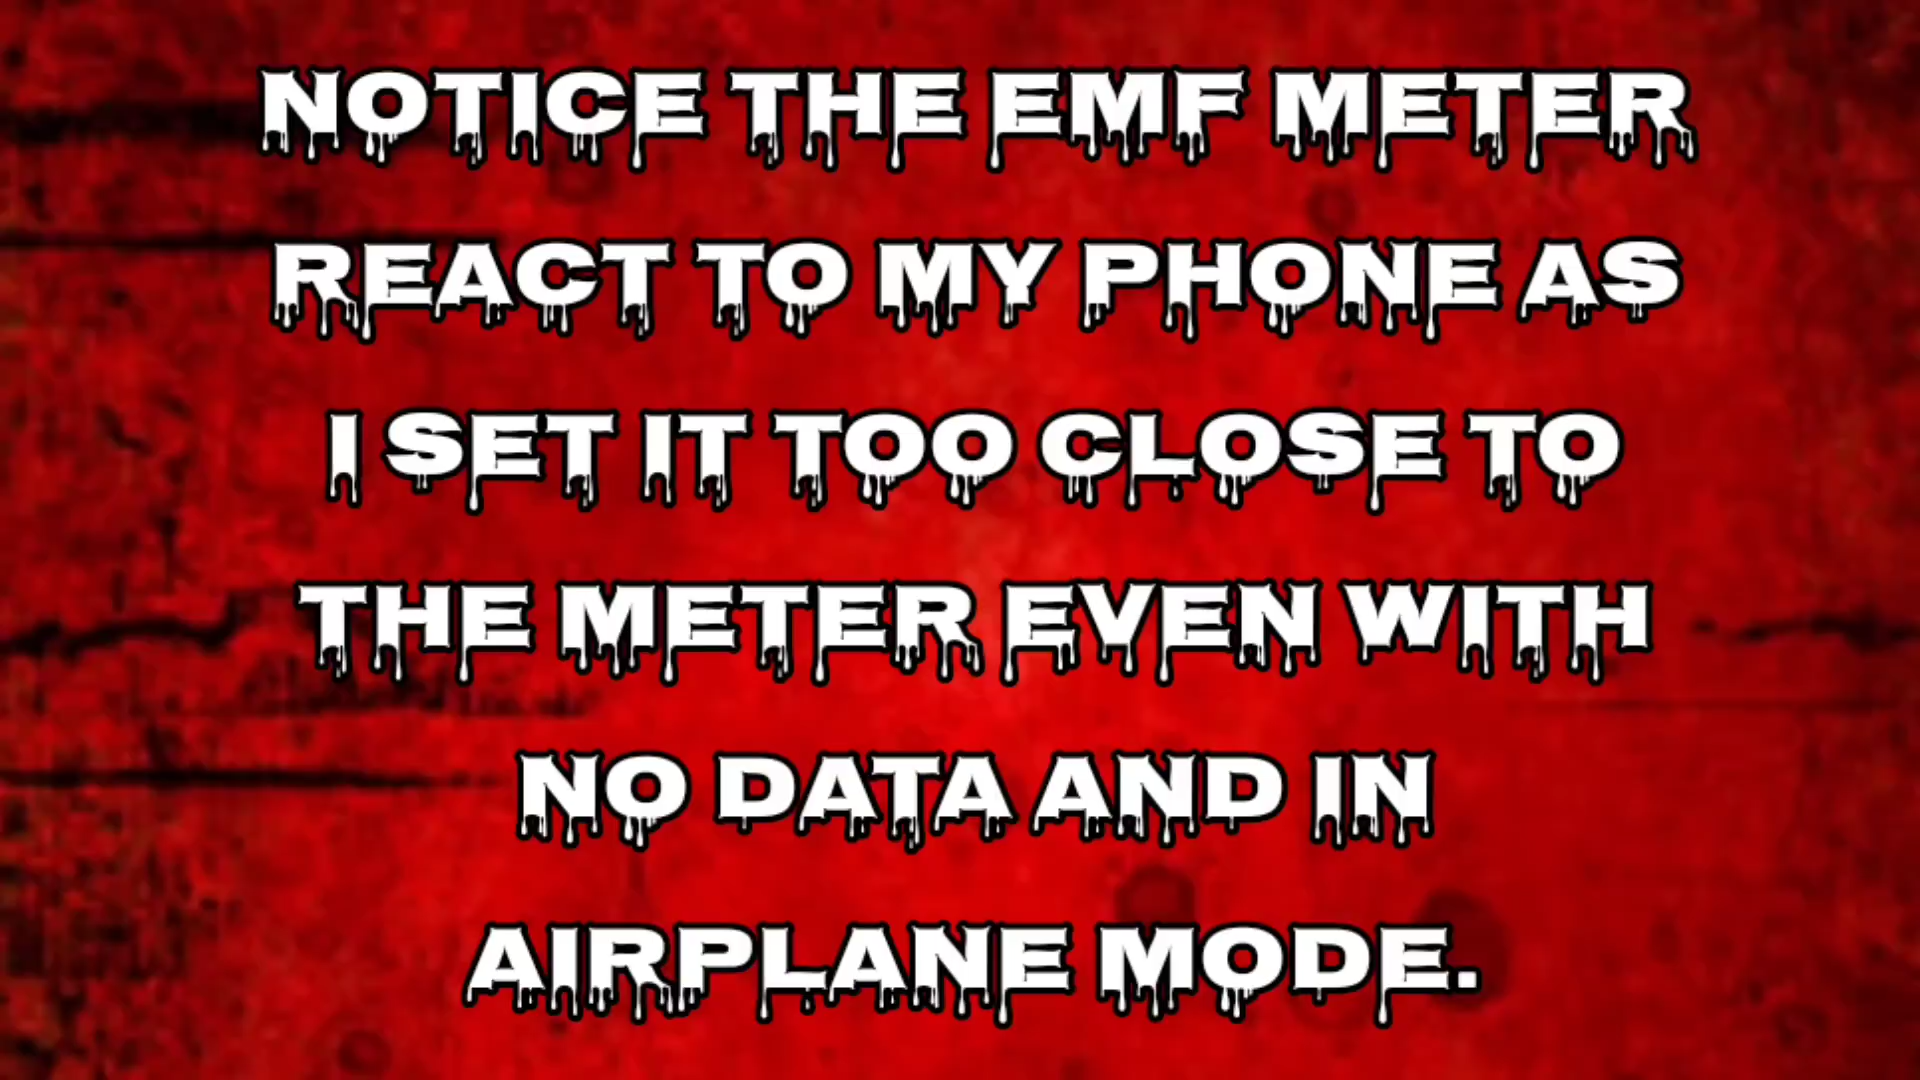 NOTICE THE EMF METER
REACT TO MY PHONE AS
I SET IT TOO CLOSE TO
THE METER EVEN WITH
NO DATA AND IN
AIRPLANE MODE.